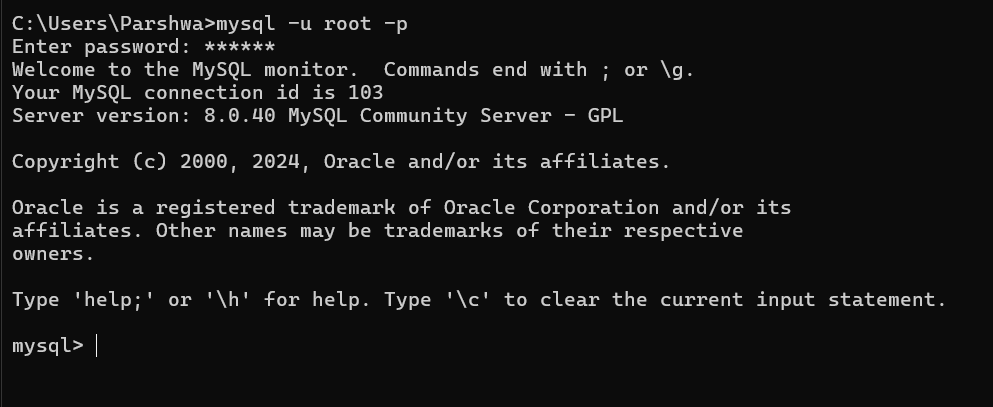 C:\Users\Parshwa>mysql -u root -p
Enter password: ******
Welcome to the MySQL monitor.  Commands end with ; or \g.
Your MySQL connection id is 103
Server version: 8.0.40 MySQL Community Server - GPL
Copyright (c) 2000, 2024, Oracle and/or its affiliates.
Oracle is a registered trademark of Oracle Corporation and/or its
affiliates. Other names may be trademarks of their respective
owners.
Type 'help;' or '\h' for help. Type '\c' to clear the current input statement.
mysql>